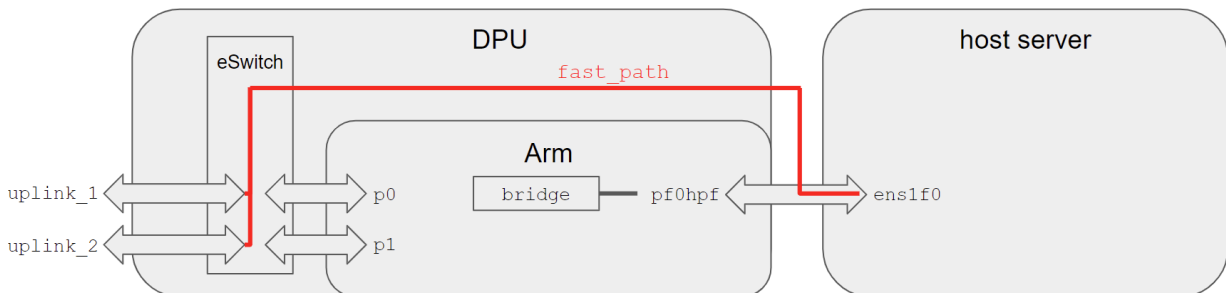 DPU
host server
eSwitch
fast_path
Arm
uplink_1
p0
bridge
pf0hpf
ens1f0
uplink_2
p1